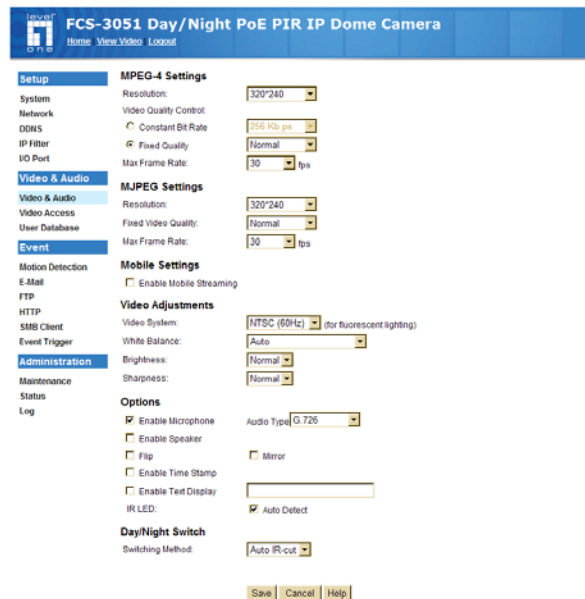 level
one
FCS-3051 Day/Night PoE PIR IP Dome Camera
Home View Video Logout
Setup
System
Network
DDNS
IP Filter
I/O Port
Video & Audio
Video & Audio
Video Access
User Database
Event
Motion Detection
E-Mail
FTP
HTTP
SMB Client
Event Trigger
Administration
Maintenance
Status
Log
MPEG-4 Settings
Resolution: 320*240
Video Quality Control:
Constant Bit Rate 256 Kbps
Fixed Quality Normal
Max Frame Rate: 30 fps
MJPEG Settings
Resolution: 320*240
Fixed Video Quality: Normal
Max Frame Rate: 30 fps
Mobile Settings
Enable Mobile Streaming
Video Adjustments
Video System: NTSC (60Hz) (for fluorescent lighting)
White Balance: Auto
Brightness: Normal
Sharpness: Normal
Options
Enable Microphone Audio Type G.726
Enable Speaker
Flip Mirror
Enable Time Stamp
Enable Text Display
IR LED: Auto Detect
Day/Night Switch
Switching Method: Auto IR-cut
Save Cancel Help